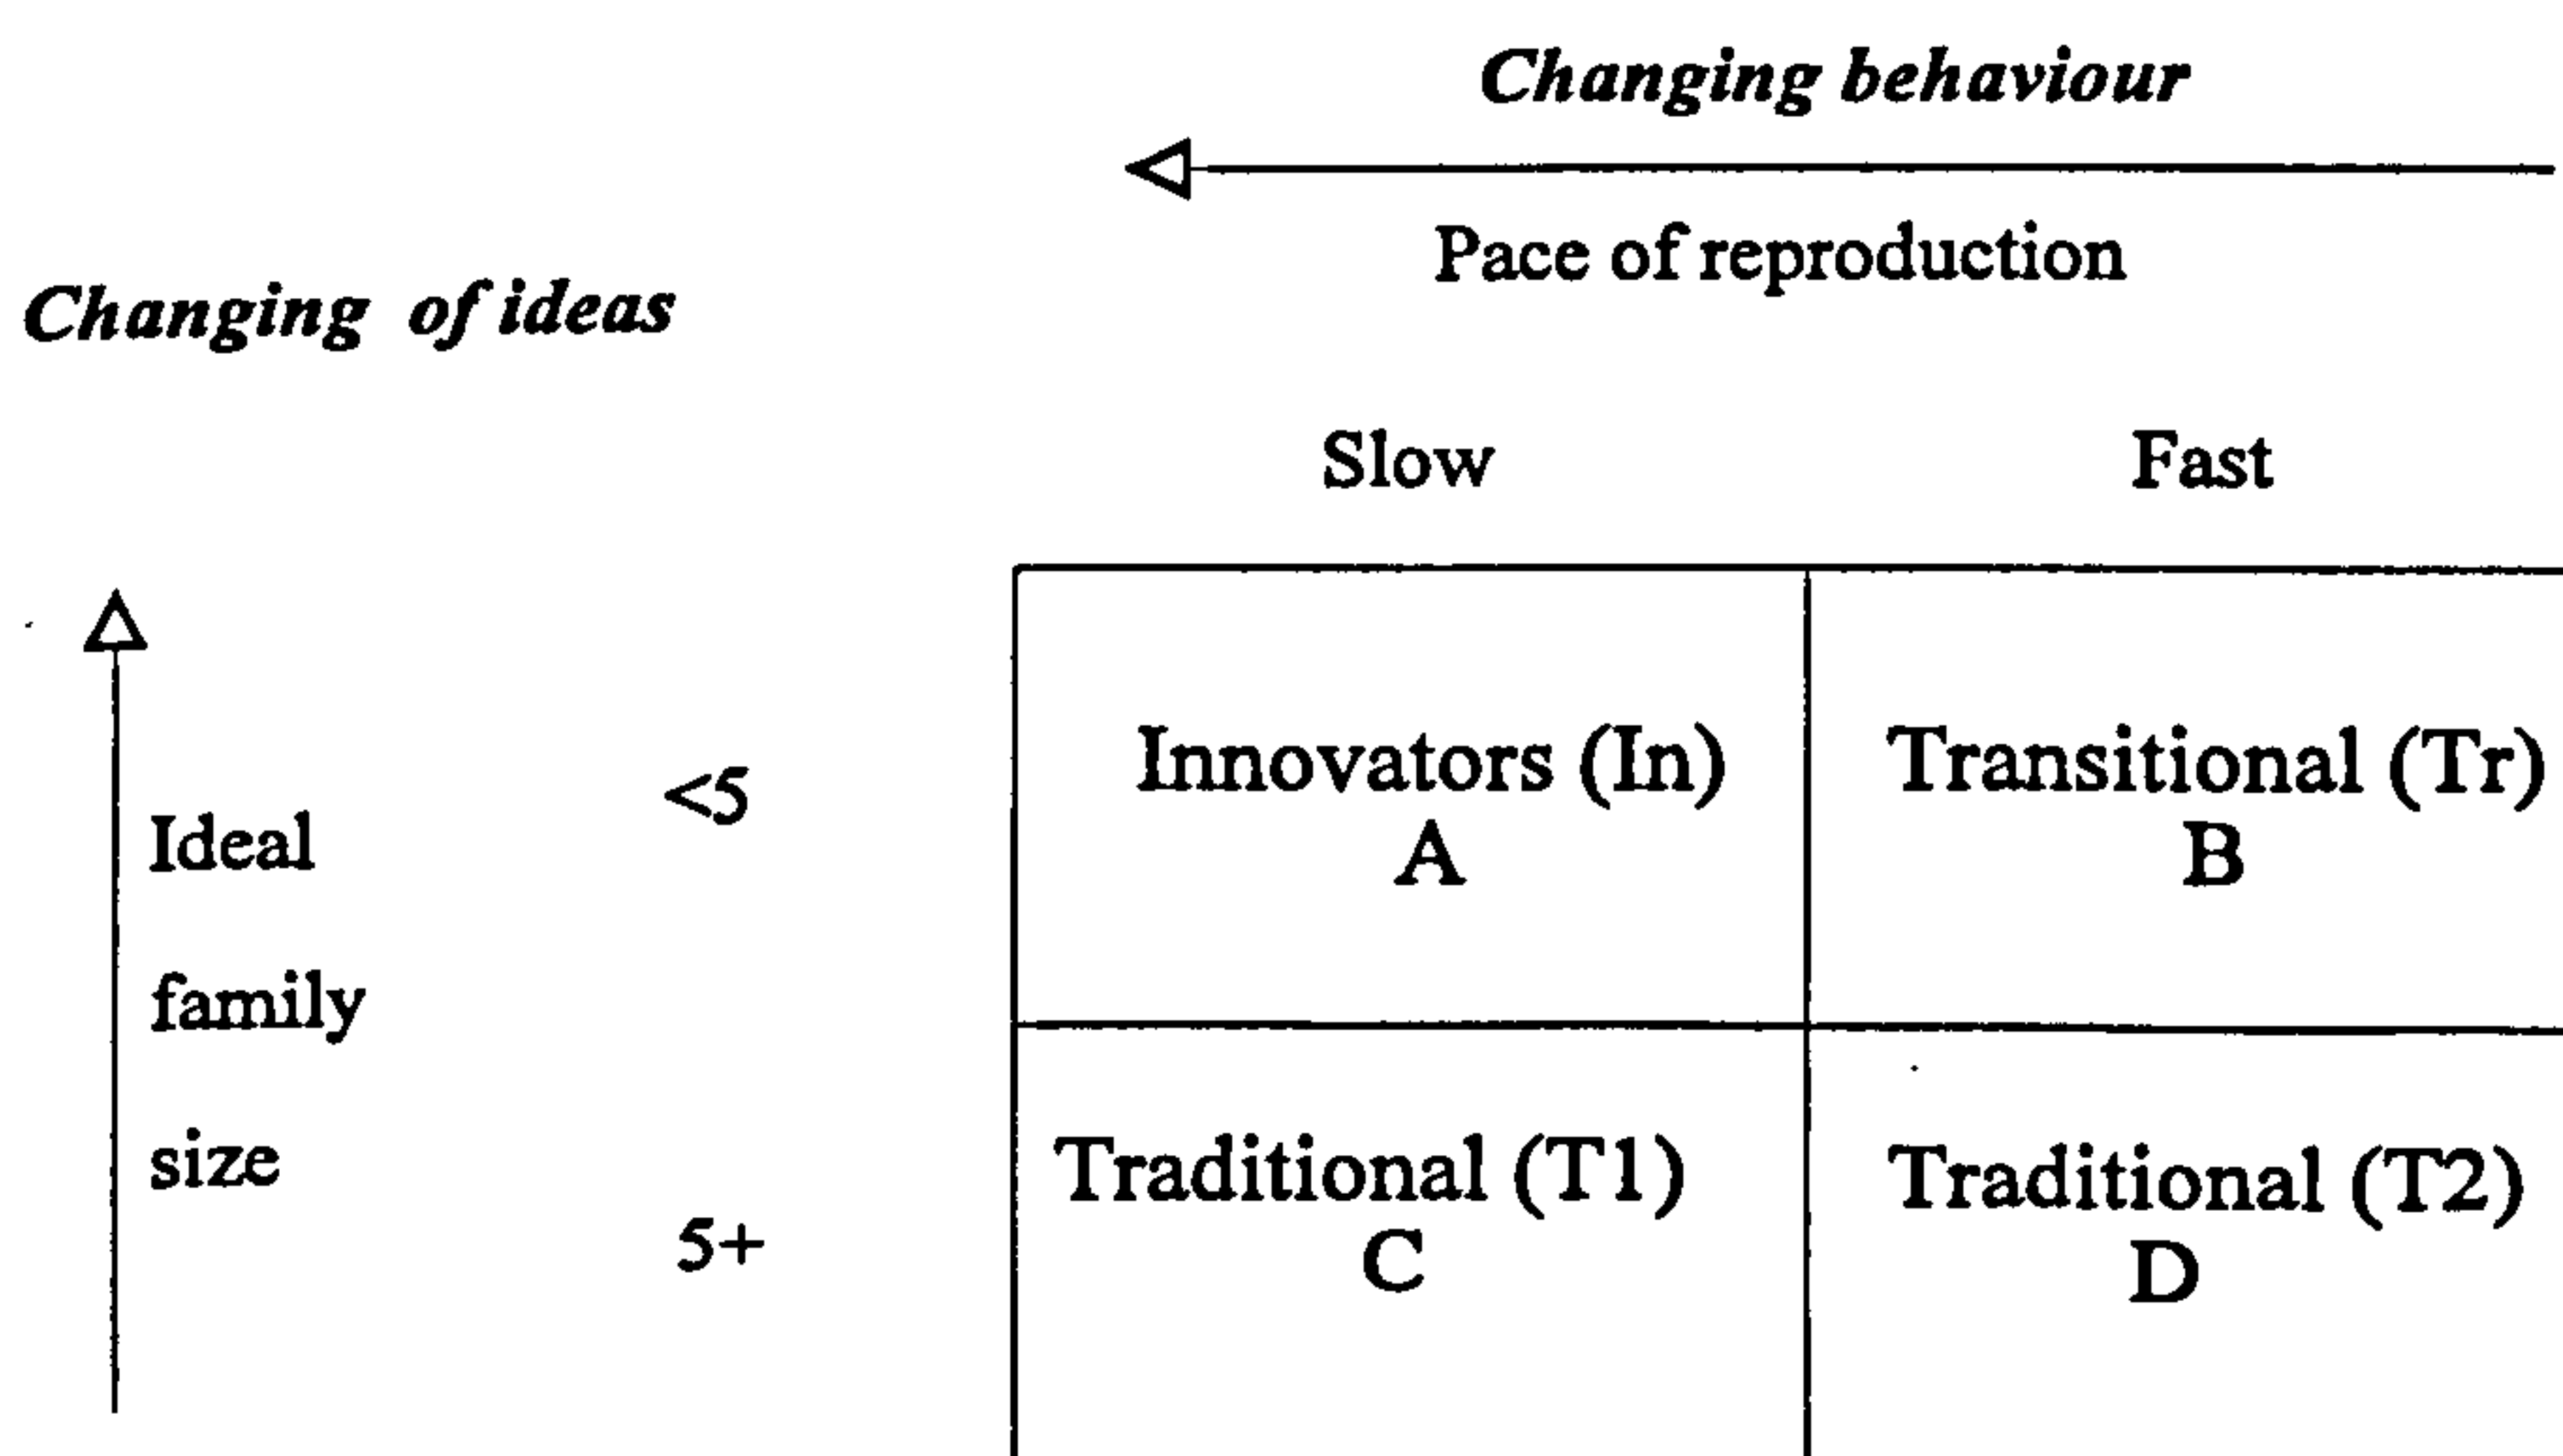 Changing behaviour
Pace of reproduction
Changing of ideas
Slow Fast
<5
Ideal
family
size
5+
Innovators (In)
A
Transitional (Tr)
B
Traditional (T1)
C
Traditional (T2)
D